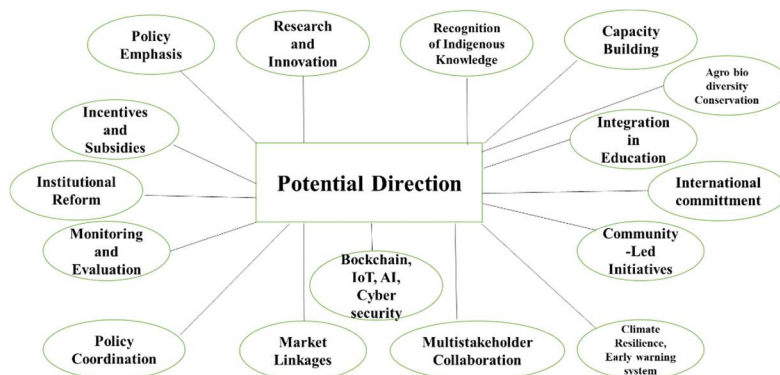 Policy
Emphasis
Research
and
Innovation
Recognition
of Indigenous
Knowledge
Capacity
Building
Agro bio
diversity
Conservation
Incentives
and
Subsidies
Integration
in
Education
Potential Direction
Institutional
Reform
International
committment
Monitoring
and
Evaluation
Community
-Led
Initiatives
Bockchain,
IoT, AI,
Cyber
security
Policy
Coordination
Market
Linkages
Multistakeholder
Collaboration
Climate
Resilience,
Early warning
system